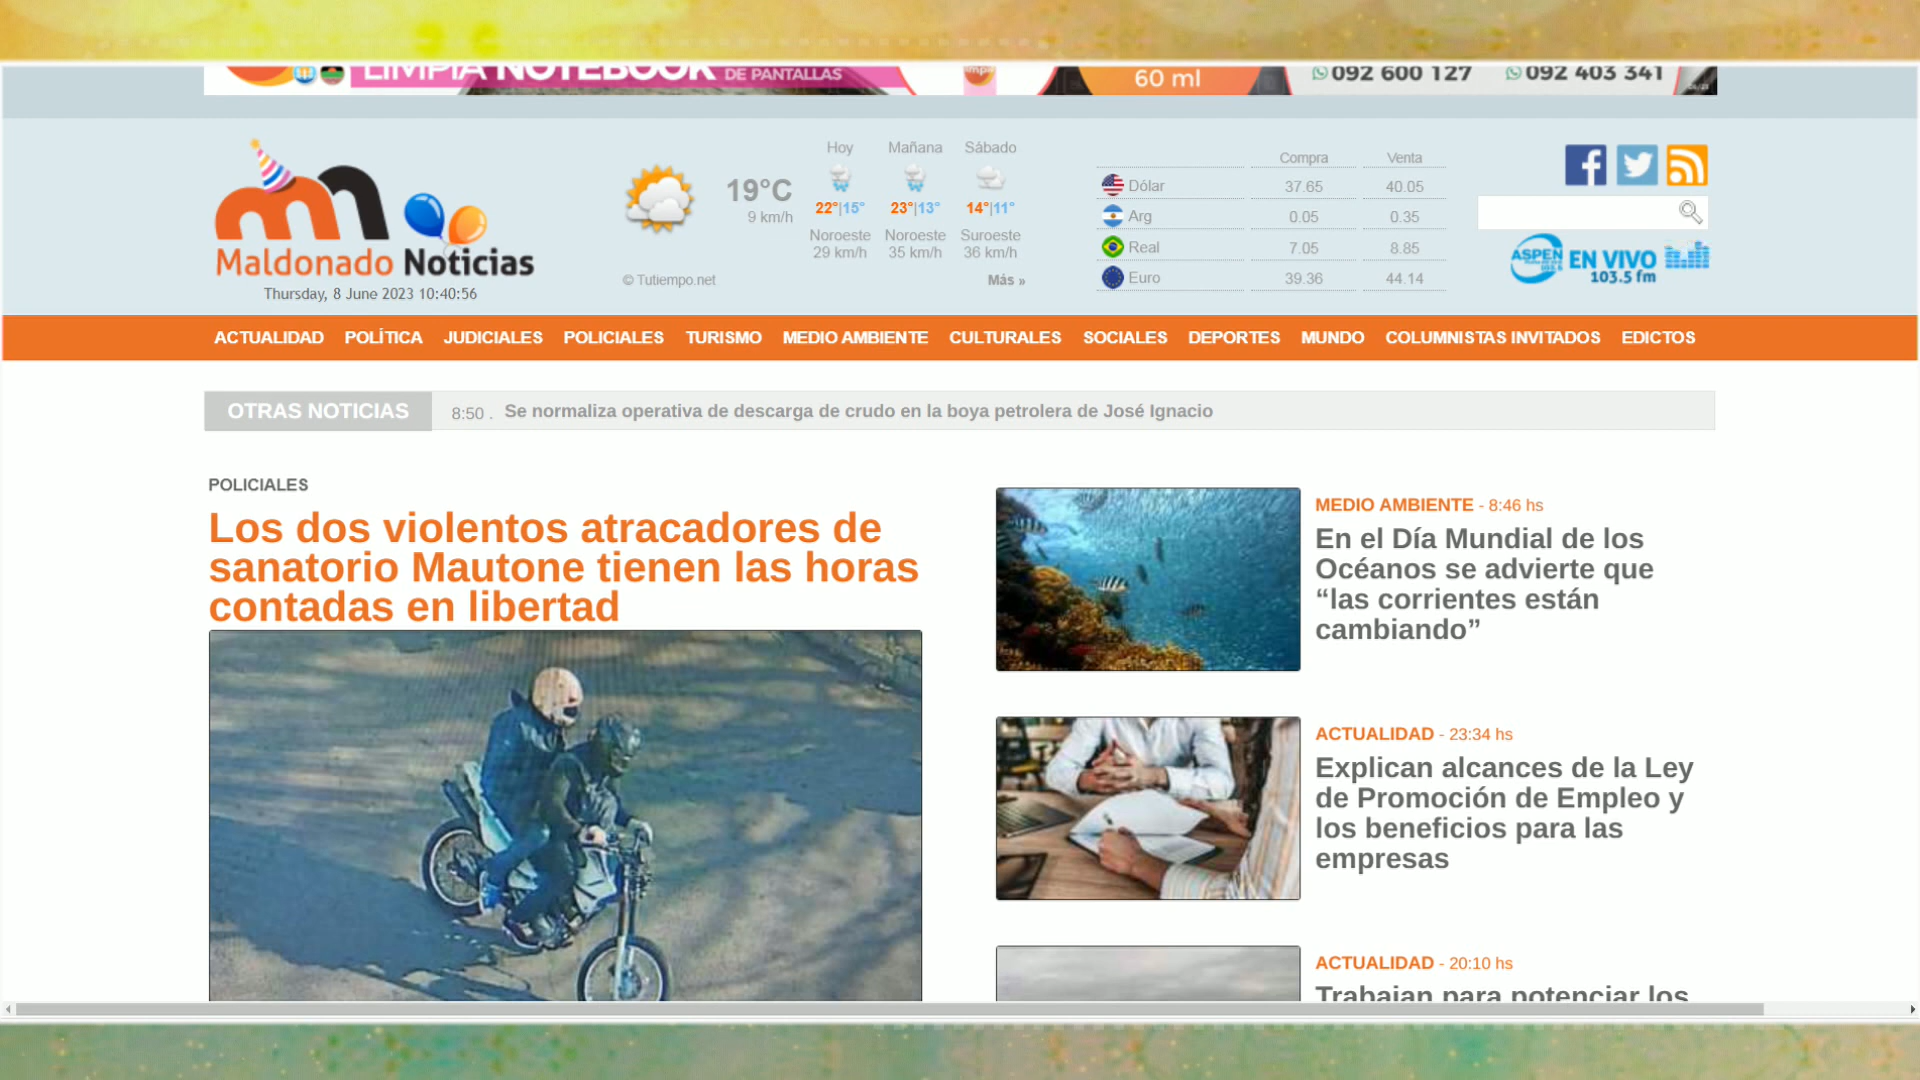 LIMPIA NOTEBOOK DE PANTALLAS
60 ml
092 600 127 092 403 341
Hoy Mañana Sábado
19°C
9 km/h
22°|15° 23°|13° 14°|11°
Noroeste Noroeste Suroeste
29 km/h 35 km/h 36 km/h
© Tutiempo.net Más »
Compra Venta
Dólar 37.65 40.05
Arg 0.05 0.35
Real 7.05 8.85
Euro 39.36 44.14
ASPEN
EN VIVO
103.5 fm
Maldonado Noticias
Thursday, 8 June 2023 10:40:56
ACTUALIDAD POLÍTICA JUDICIALES POLICIALES TURISMO MEDIO AMBIENTE CULTURALES SOCIALES DEPORTES MUNDO COLUMNISTAS INVITADOS EDICTOS
OTRAS NOTICIAS 8:50 . Se normaliza operativa de descarga de crudo en la boya petrolera de José Ignacio
POLICIALES
Los dos violentos atracadores de
sanatorio Mautone tienen las horas
contadas en libertad
MEDIO AMBIENTE - 8:46 hs
En el Día Mundial de los
Océanos se advierte que
“las corrientes están
cambiando”
ACTUALIDAD - 23:34 hs
Explican alcances de la Ley
de Promoción de Empleo y
los beneficios para las
empresas
ACTUALIDAD - 20:10 hs
Trabajan para potenciar los